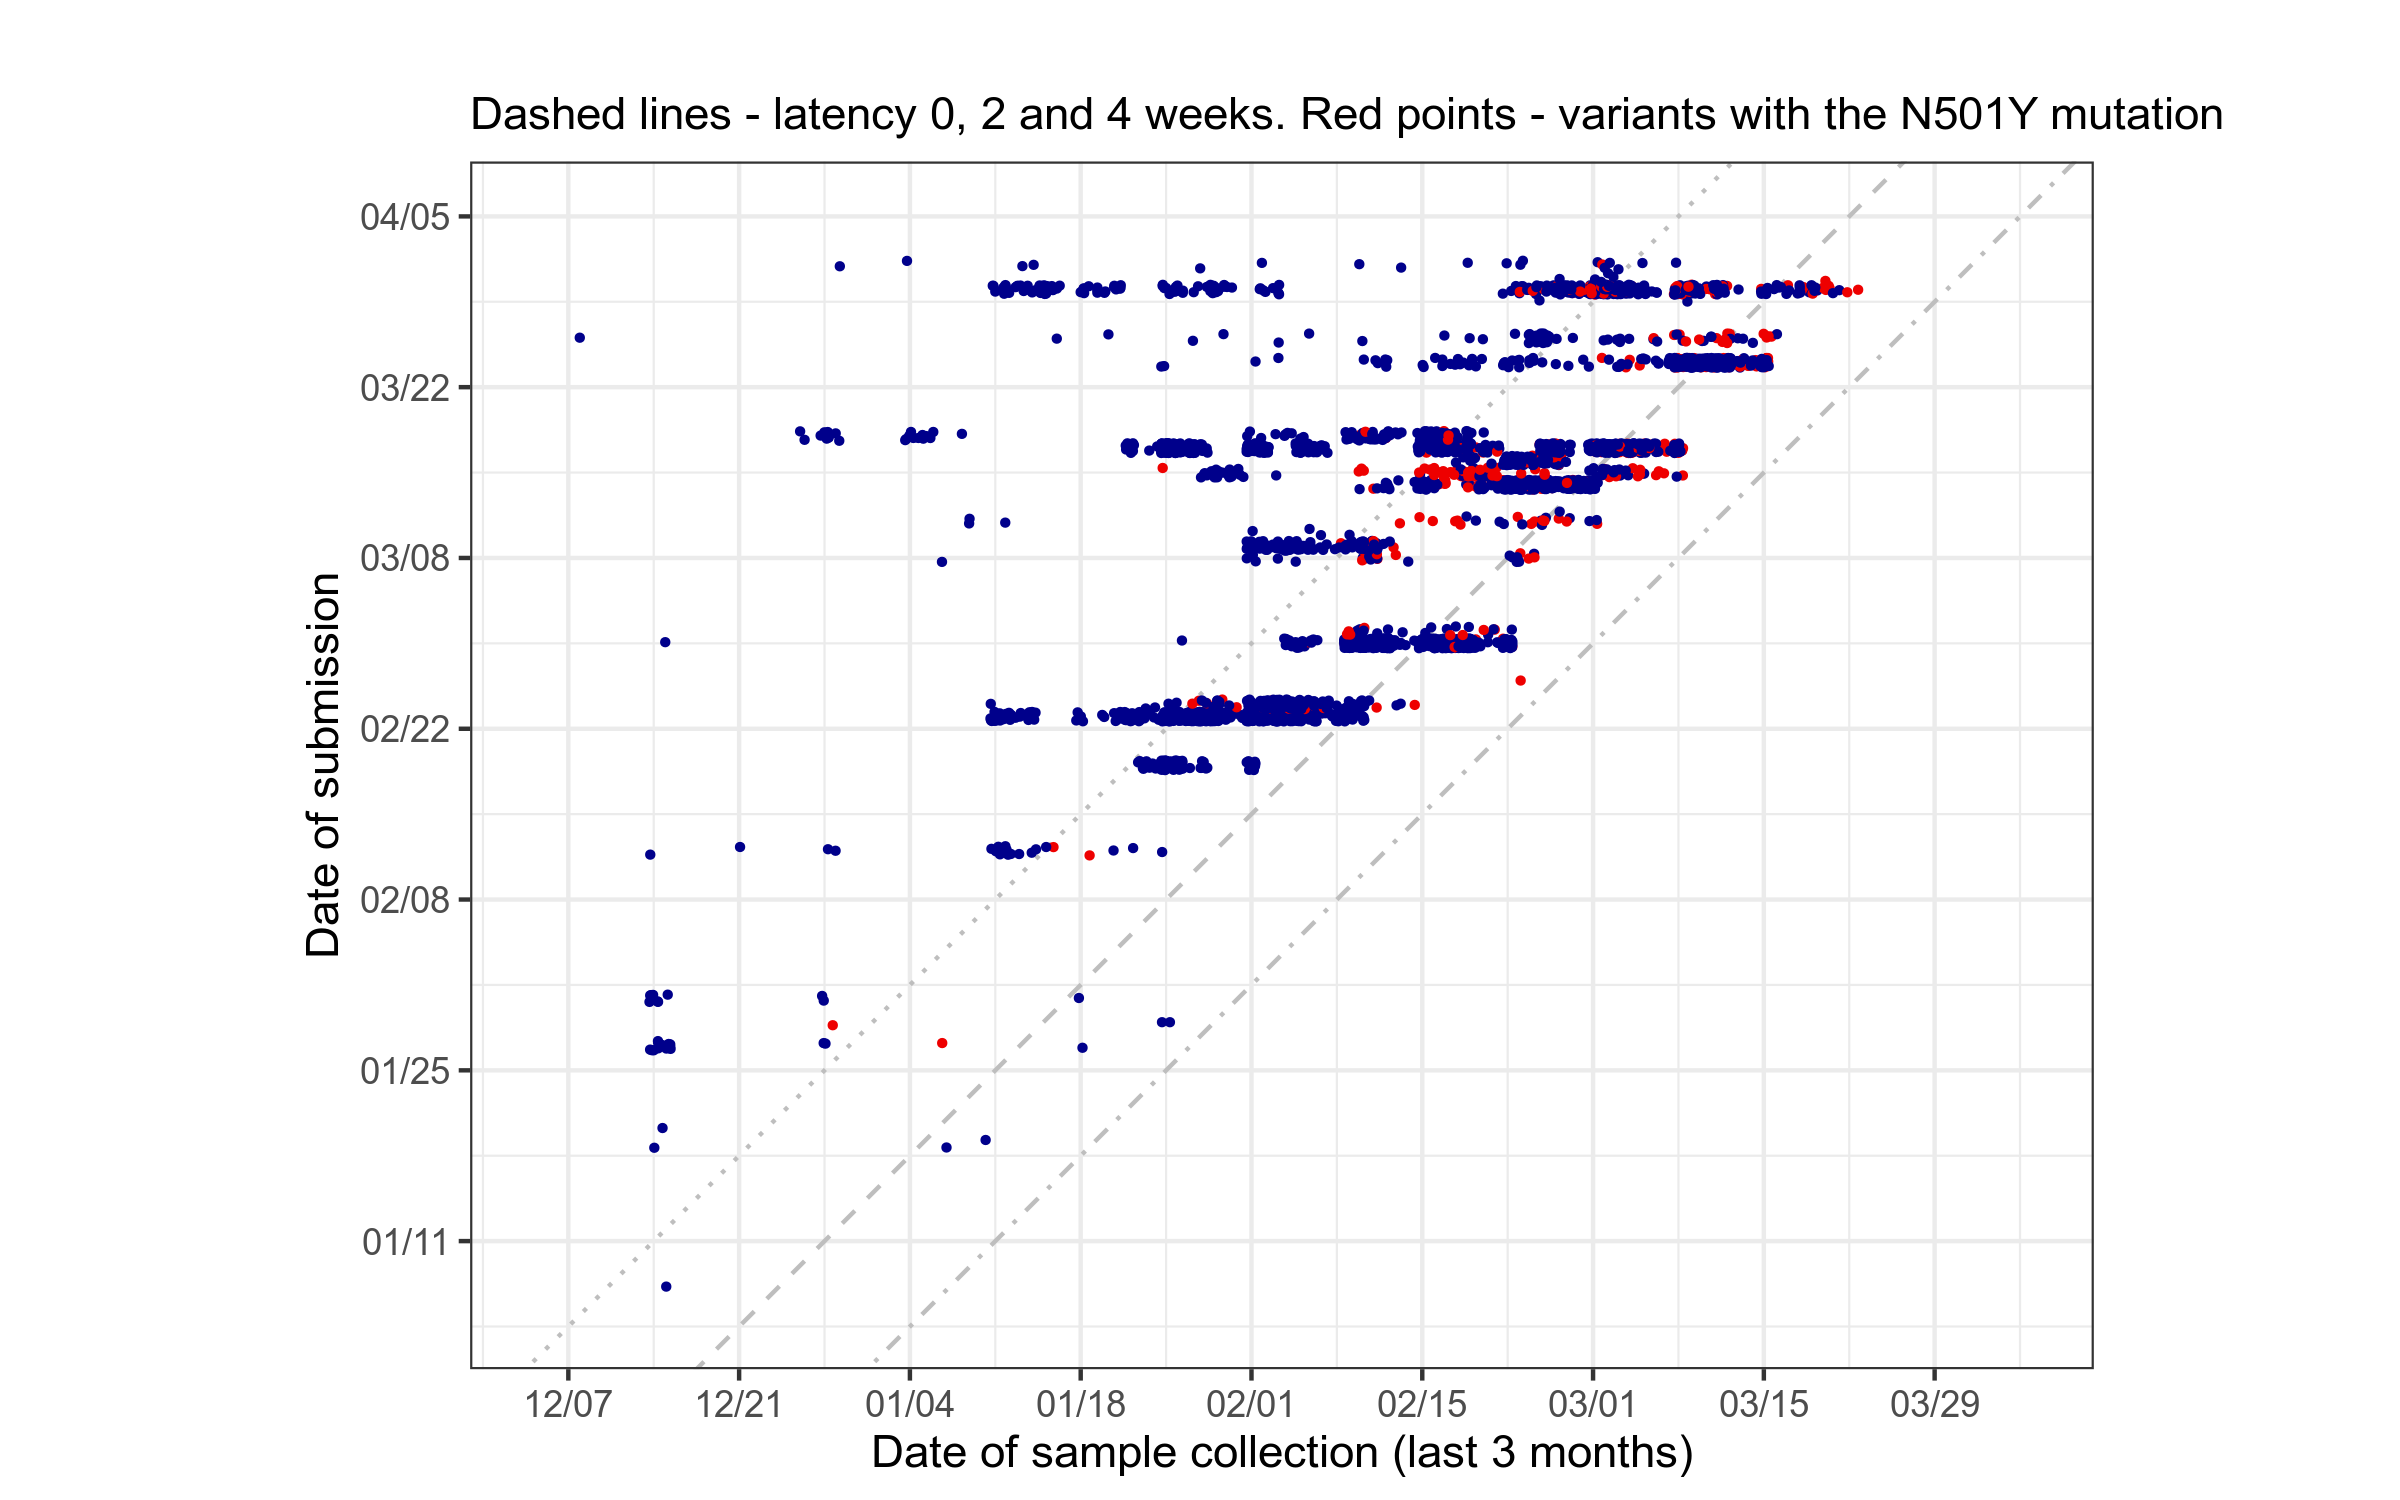 Dashed lines - latency 0, 2 and 4 weeks. Red points - variants with the N501Y mutation
04/05
03/22
03/08
02/22
02/08
01/25
01/11
Date of submission
12/07 12/21 01/04 01/18 02/01 02/15 03/01 03/15 03/29
Date of sample collection (last 3 months)